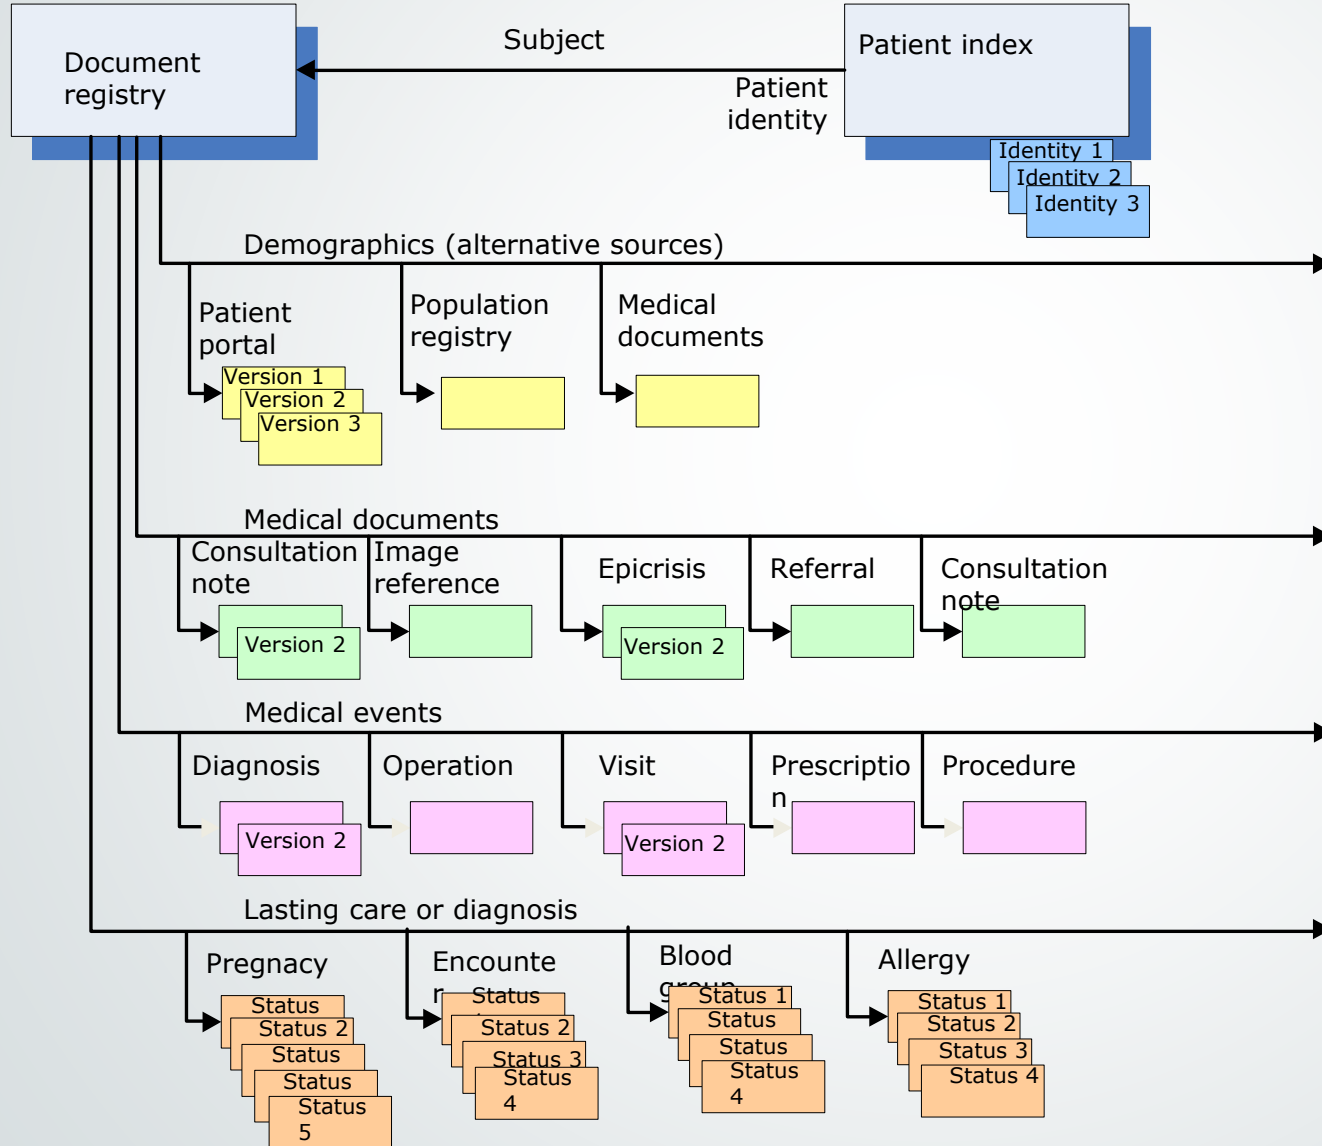 Document
registry
Subject
Patient
identity
Patient index
Identity 1
Identity 2
Identity 3
Demographics (alternative sources)
Patient
portal
Population
registry
Medical
documents
Version 1
Version 2
Version 3
Medical documents
Consultation
note
Image
reference
Epicrisis
Referral
Consultation
note
Version 2
Version 2
Medical events
Diagnosis
Operation
Visit
Prescriptio
n
Procedure
Version 2
Version 2
Lasting care or diagnosis
Pregnacy
Encounte
r
Blood
group
Allergy
Status
Status 2
Status
Status
Status
5
Status
Status 2
Status 3
Status
4
Status 1
Status
Status
Status
4
Status 1
Status 2
Status 3
Status 4